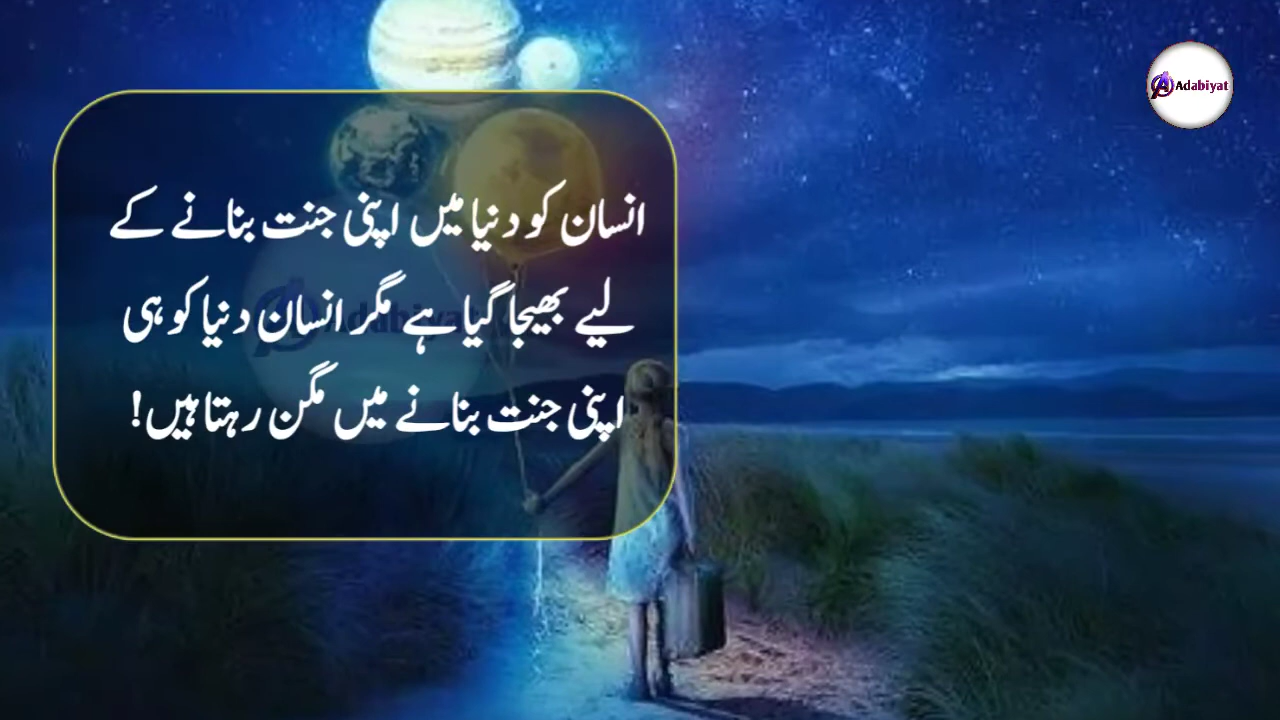 Adabiyat
انسان کو دنیا میں اپنی جنت بنانے کے
لیے بھیجا گیا ہے مگر انسان دنیا کو ہی
اپنی جنت بنانے میں مگن رہتا ہیں!
Adabiyat